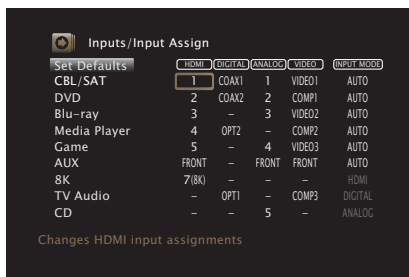 Inputs/Input Assign
Set Defaults HDMI DIGITAL ANALOG VIDEO INPUT MODE
CBL/SAT 1 COAX1 1 VIDEO1 AUTO
DVD 2 COAX2 2 COMP1 AUTO
Blu-ray 3 – 3 VIDEO2 AUTO
Media Player 4 OPT2 – COMP2 AUTO
Game 5 – 4 VIDEO3 AUTO
AUX FRONT – FRONT FRONT AUTO
8K 7(8K) – – – HDMI
TV Audio – OPT1 – COMP3 DIGITAL
CD – – 5 – ANALOG
Changes HDMI input assignments